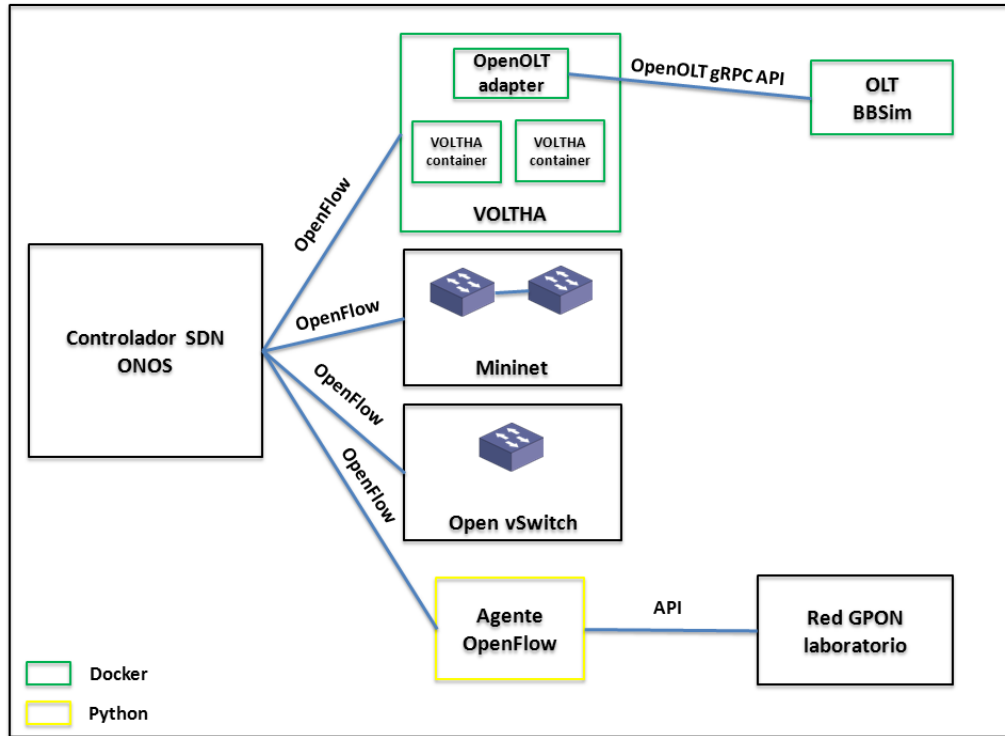 OpenOLT
adapter
OpenOLT gRPC API
OLT
BBSim
VOLTHA
container
VOLTHA
container
VOLTHA
OpenFlow
Controlador SDN
ONOS
OpenFlow
Mininet
OpenFlow
Open vSwitch
OpenFlow
Agente
OpenFlow
API
Red GPON
laboratorio
Docker
Python